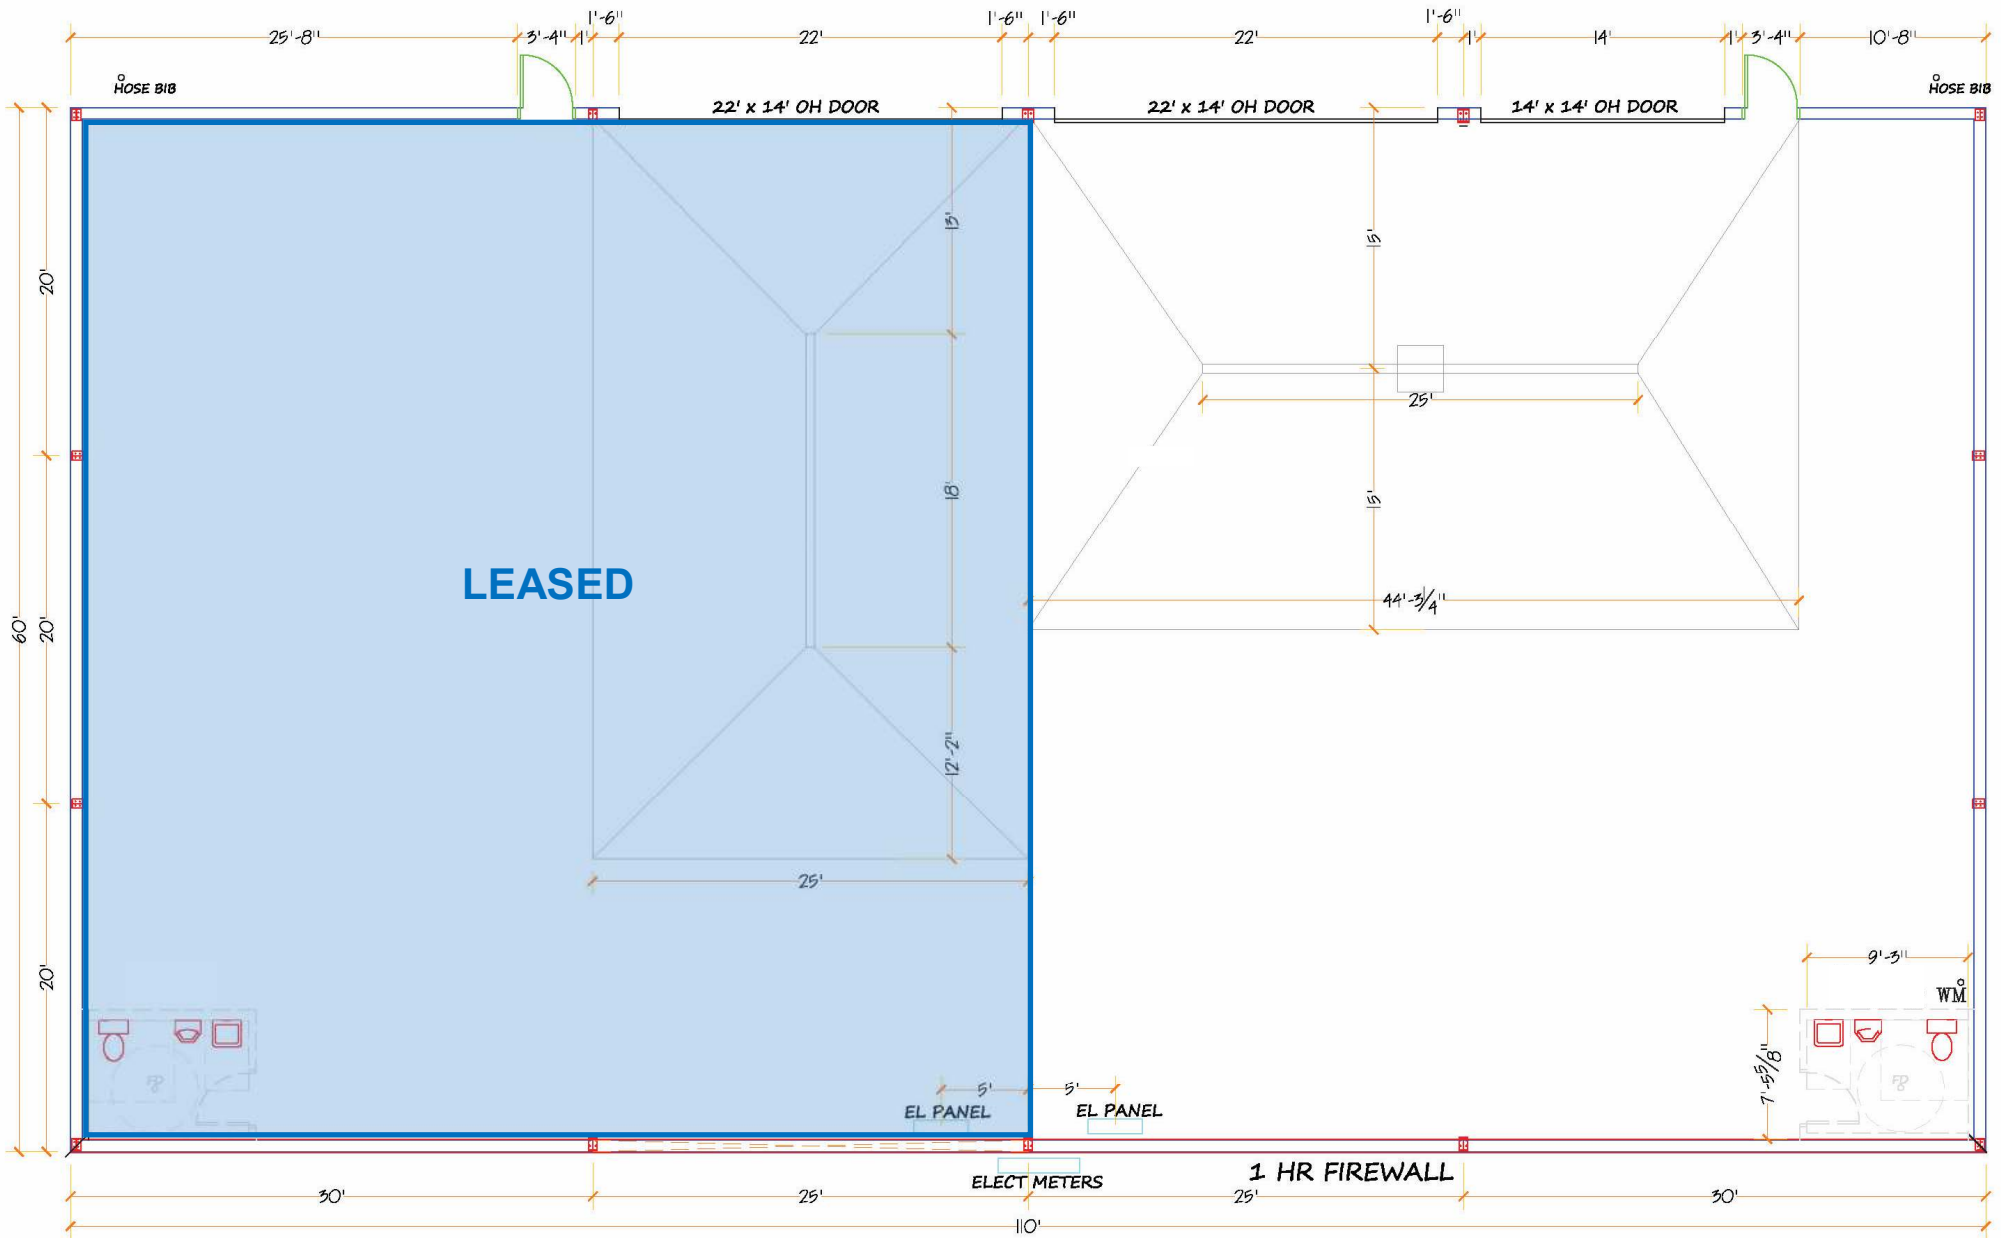 1'-6" 1'-6" 1'-6" 1'-6"
25'-8" 3'-4" 1' 22' 22' 1' 14' 1' 3'-4" 10'-8"
HOSE BIB HOSE BIB
22' x 14' OH DOOR 22' x 14' OH DOOR 14' x 14' OH DOOR
13'
15'
20'
25'
18'
15'
LEASED
44'-3/4"
60'
20'
12'-2"
25'
9'-3"
20'
WM
7'-5 5/8"
FD FD
5' 5'
EL PANEL EL PANEL
1 HR FIREWALL
ELECT METERS
30' 25' 25' 30'
110'